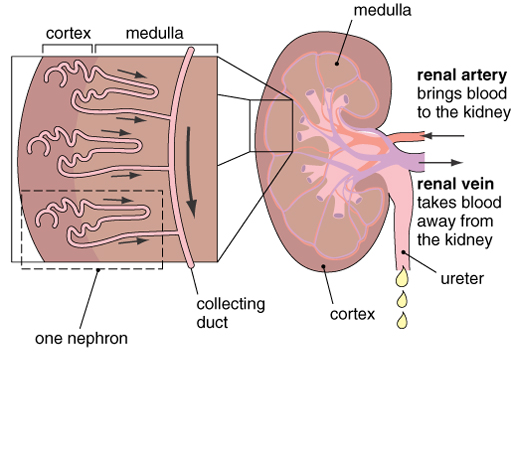 cortex
medulla
medulla
renal artery
brings blood
to the kidney
renal vein
takes blood
away from
the kidney
ureter
collecting
duct
cortex
one nephron